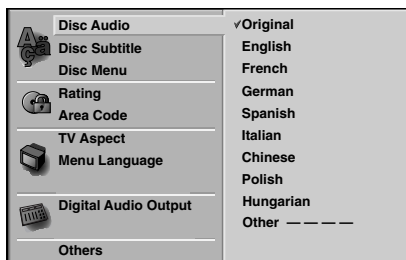 Disc Audio
Disc Subtitle
Disc Menu
Rating
Area Code
TV Aspect
Menu Language
Digital Audio Output
Others
✓Original
English
French
German
Spanish
Italian
Chinese
Polish
Hungarian
Other — — — —